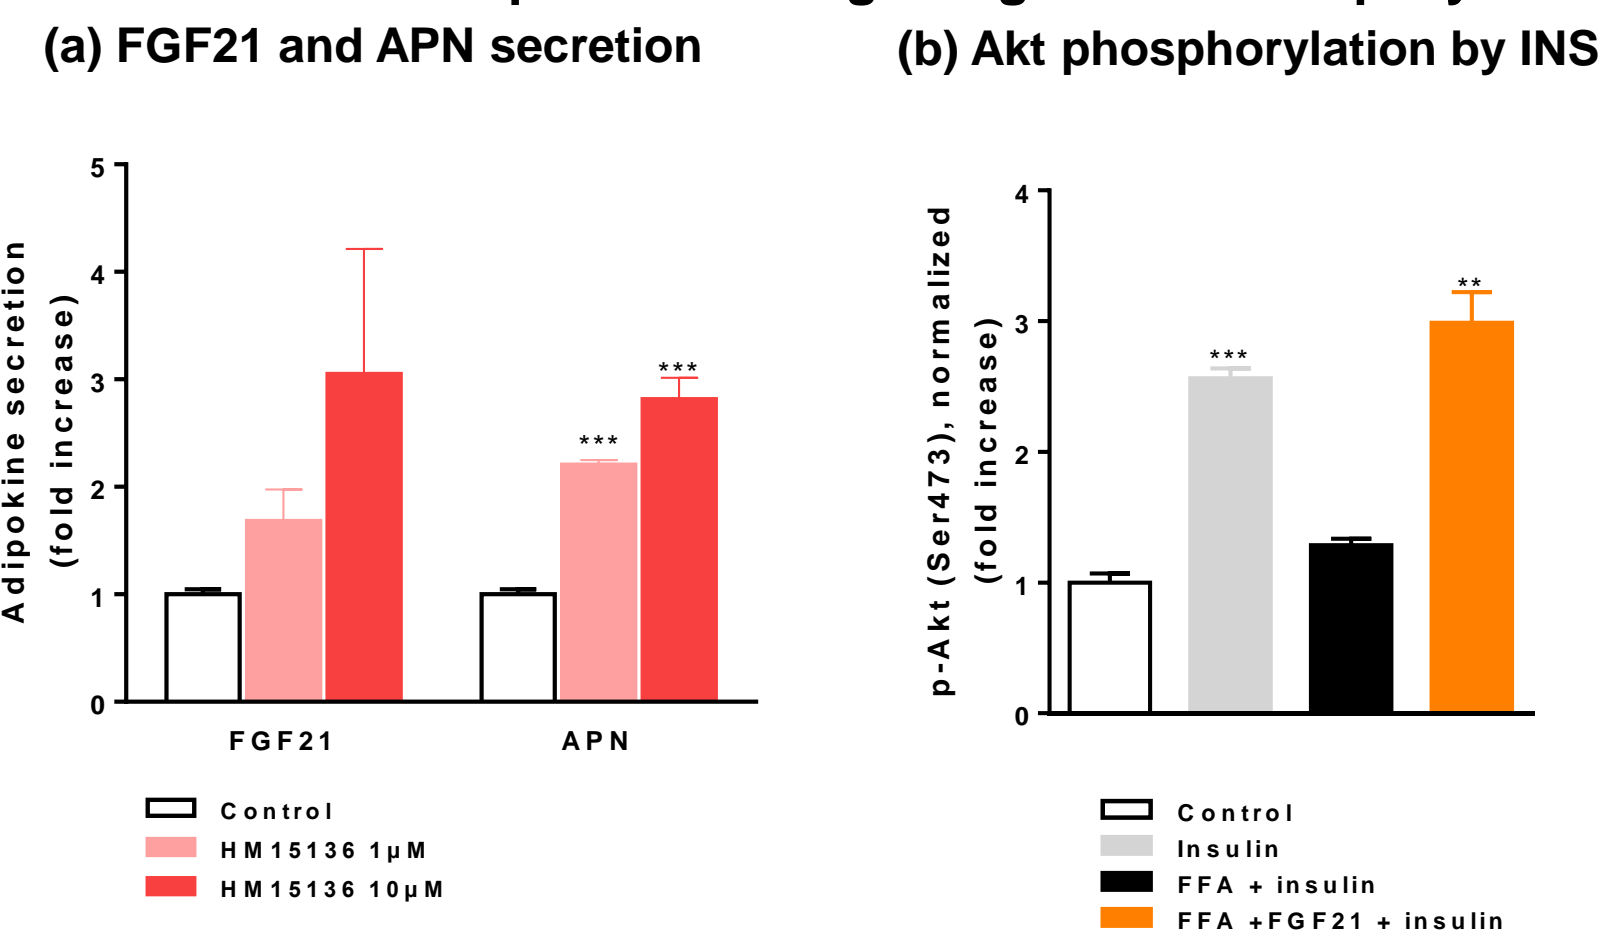 (a) FGF21 and APN secretion
(b) Akt phosphorylation by INS
Adipokine secretion
(fold increase)
5
4
3
2
1
0
***
***
FGF21
APN
Control
HM15136 1μM
HM15136 10μM
p-Akt (Ser473), normalized
(fold increase)
4
3
2
1
0
***
**
Control
Insulin
FFA + insulin
FFA +FGF21 + insulin